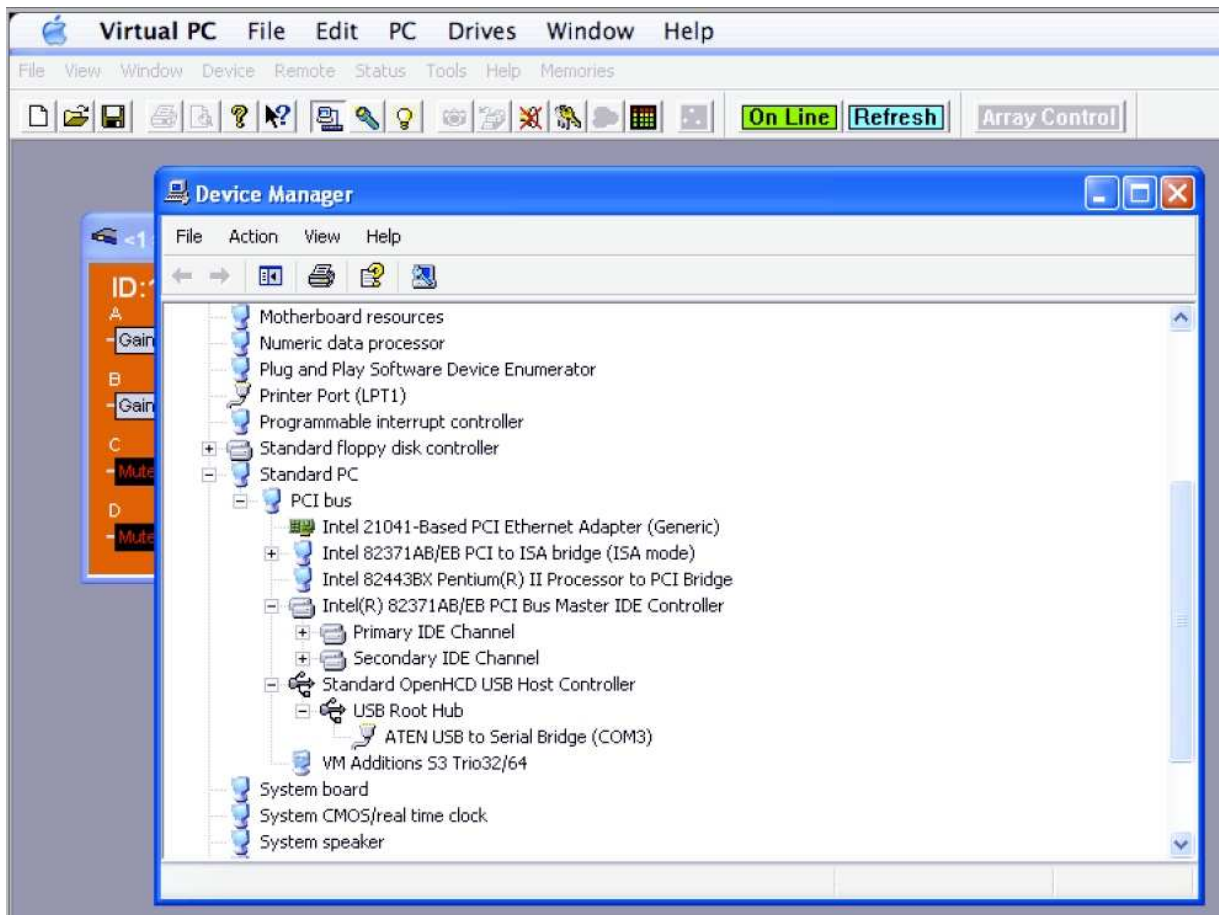 Virtual PC File Edit PC Drives Window Help
File View Window Device Remote Status Tools Help Memories
On Line Refresh Array Control
Device Manager
<1
File Action View Help
ID:
A
Gain
B
Gain
C
Mute
D
Mute
Motherboard resources
Numeric data processor
Plug and Play Software Device Enumerator
Printer Port (LPT1)
Programmable interrupt controller
Standard floppy disk controller
Standard PC
PCI bus
Intel 21041-Based PCI Ethernet Adapter (Generic)
Intel 82371AB/EB PCI to ISA bridge (ISA mode)
Intel 82443BX Pentium(R) II Processor to PCI Bridge
Intel(R) 82371AB/EB PCI Bus Master IDE Controller
Primary IDE Channel
Secondary IDE Channel
Standard OpenHCD USB Host Controller
USB Root Hub
ATEN USB to Serial Bridge (COM3)
VM Additions S3 Trio32/64
System board
System CMOS/real time clock
System speaker